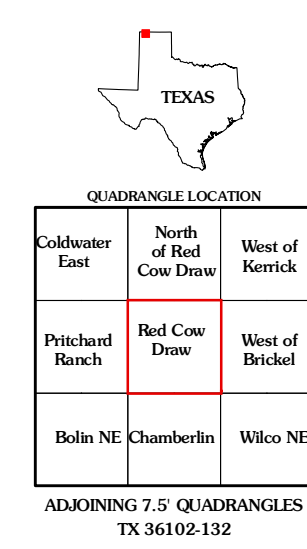 TEXAS
QUADRANGLE LOCATION
Coldwater
East
North
of Red
Cow Draw
West of
Kerrick
Pritchard
Ranch
Red Cow
Draw
West of
Brickel
Bolin NE
Chamberlin
Wilco NE
ADJOINING 7.5' QUADRANGLES
TX 36102-132